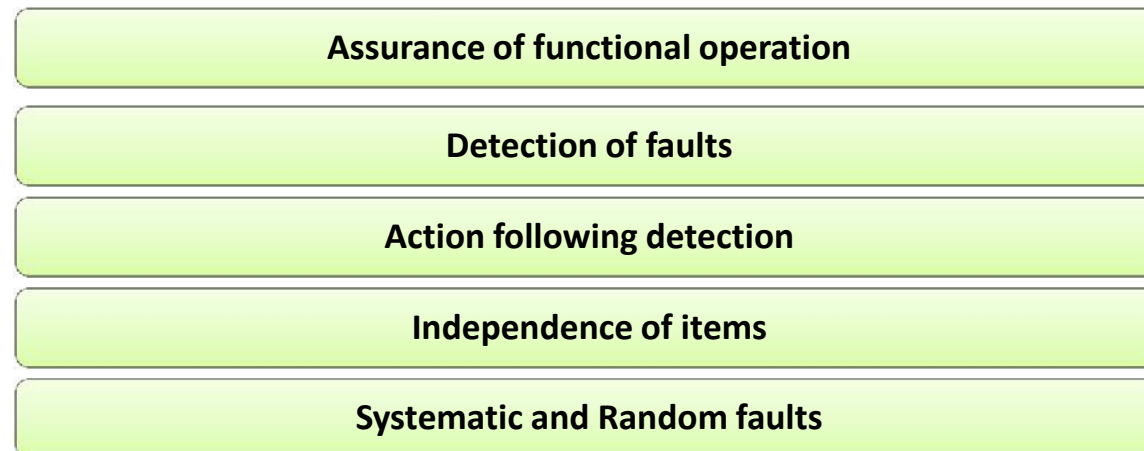 Assurance of functional operation
Detection of faults
Action following detection
Independence of items
Systematic and Random faults